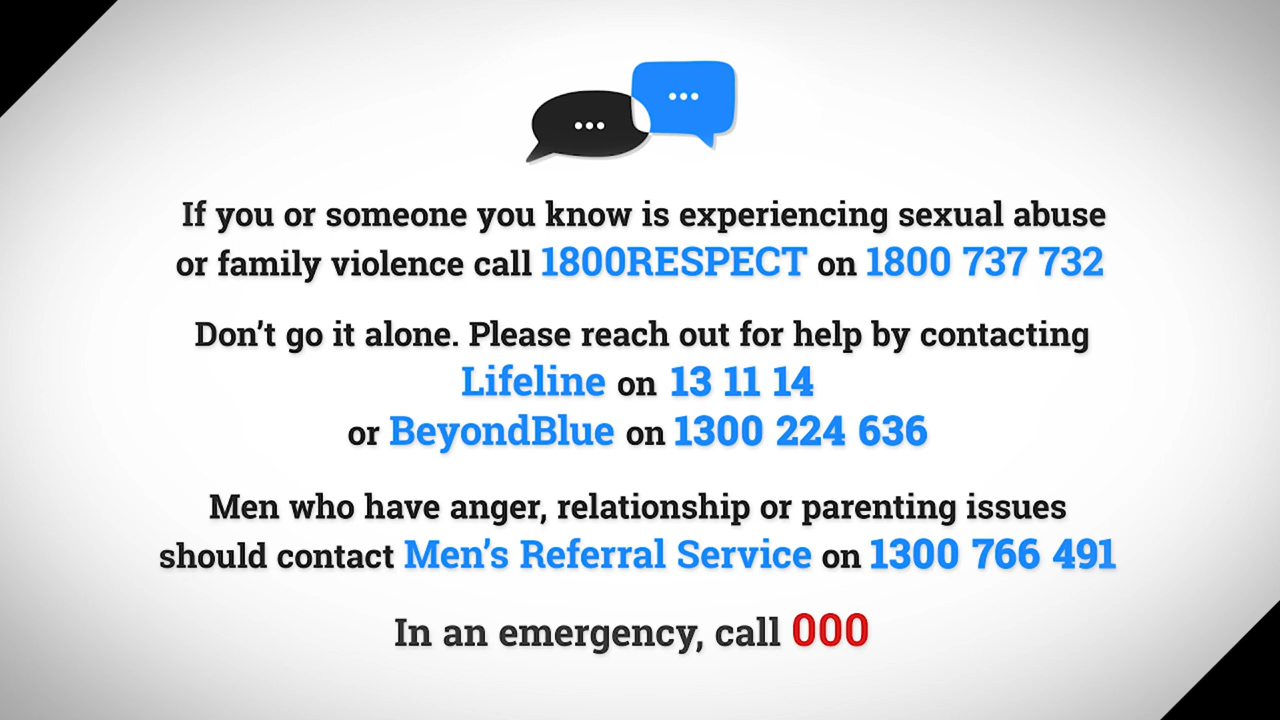 If you or someone you know is experiencing sexual abuse
or family violence call 1800RESPECT on 1800 737 732
Don't go it alone. Please reach out for help by contacting
Lifeline on 13 11 14
or BeyondBlue on 1300 224 636
Men who have anger, relationship or parenting issues
should contact Men's Referral Service on 1300 766 491
In an emergency, call 000